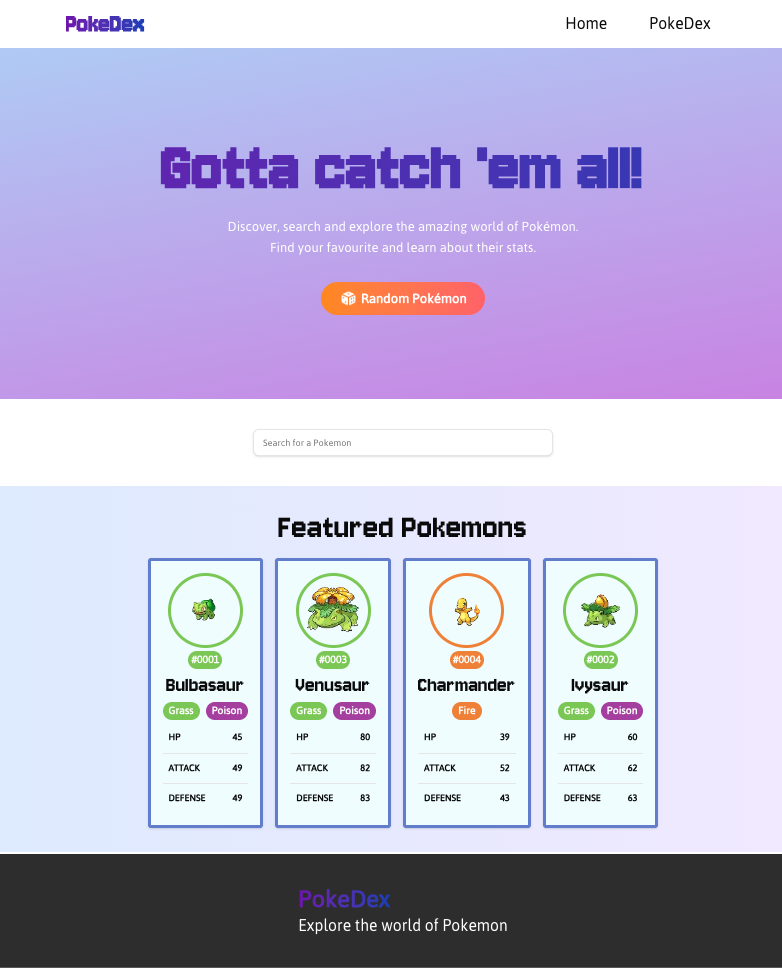 PokeDex
Home
PokeDex
Gotta catch 'em all!
Discover, search and explore the amazing world of Pokémon.
Find your favourite and learn about their stats.
Random Pokémon
Search for a Pokemon
Featured Pokemons
#0001
Bulbasaur
Grass Poison
HP 45
ATTACK 49
DEFENSE 49
#0003
Venusaur
Grass Poison
HP 80
ATTACK 82
DEFENSE 83
#0004
Charmander
Fire
HP 39
ATTACK 52
DEFENSE 43
#0002
Ivysaur
Grass Poison
HP 60
ATTACK 62
DEFENSE 63
PokeDex
Explore the world of Pokemon